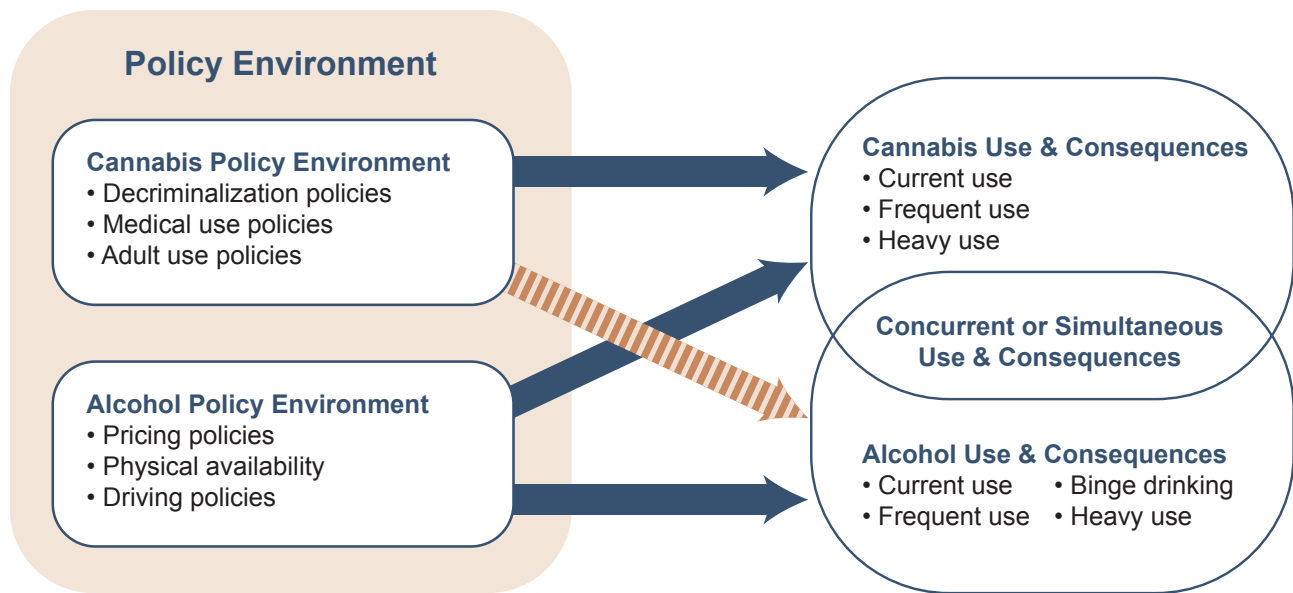 Policy Environment
Cannabis Policy Environment
• Decriminalization policies
• Medical use policies
• Adult use policies
Alcohol Policy Environment
• Pricing policies
• Physical availability
• Driving policies
Cannabis Use & Consequences
• Current use
• Frequent use
• Heavy use
Concurrent or Simultaneous
Use & Consequences
Alcohol Use & Consequences
• Current use • Binge drinking
• Frequent use • Heavy use